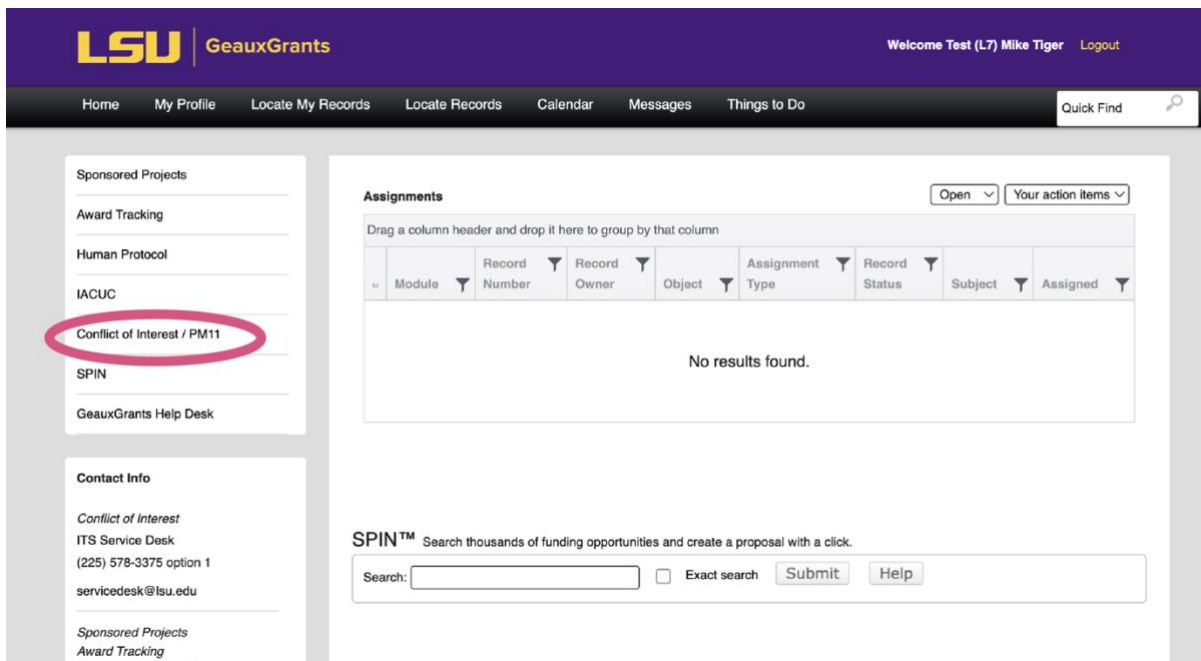 LSU GeauxGrants
Welcome Test (L7) Mike Tiger Logout
Home My Profile Locate My Records Locate Records Calendar Messages Things to Do Quick Find
Sponsored Projects
Award Tracking
Human Protocol
IACUC
Conflict of Interest / PM11
SPIN
GeauxGrants Help Desk
Contact Info
Conflict of Interest
ITS Service Desk
(225) 578-3375 option 1
servicedesk@lsu.edu
Sponsored Projects
Award Tracking
Assignments Open Your action items
Drag a column header and drop it here to group by that column
Module Record Number Record Owner Object Assignment Type Record Status Subject Assigned
No results found.
SPIN™ Search thousands of funding opportunities and create a proposal with a click.
Search: Exact search Submit Help